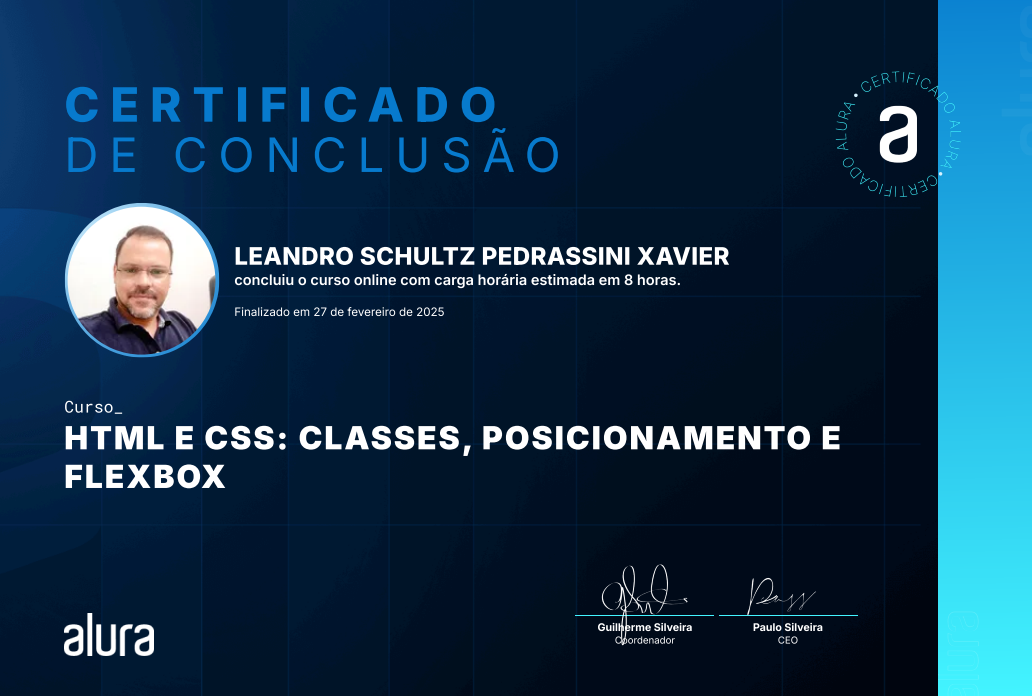 CERTIFICADO
DE CONCLUSÃO
CERTIFICADO ALURA • CERTIFICADO ALURA •
a
LEANDRO SCHULTZ PEDRASSINI XAVIER
concluiu o curso online com carga horária estimada em 8 horas.
Finalizado em 27 de fevereiro de 2025
Curso_
HTML E CSS: CLASSES, POSICIONAMENTO E
FLEXBOX
Guilherme Silveira
Coordenador
Paulo Silveira
CEO
alura
alura